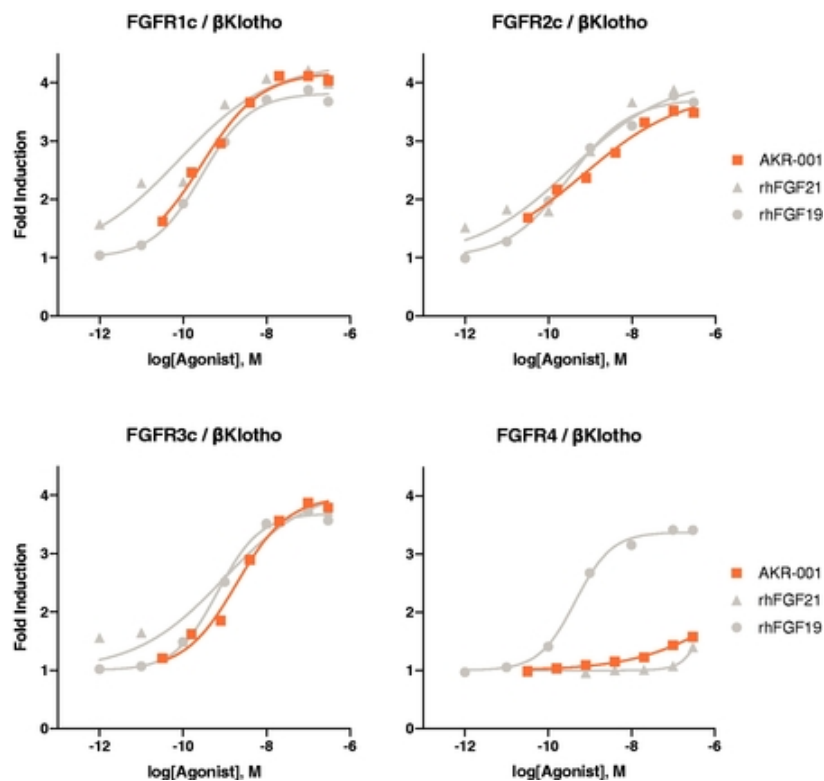 FGFR1c / βKlotho
Fold Induction
4
3
2
1
0
-12 -10 -8 -6
log[Agonist], M
FGFR2c / βKlotho
4
3
2
1
0
-12 -10 -8 -6
log[Agonist], M
AKR-001
rhFGF21
rhFGF19
FGFR3c / βKlotho
Fold Induction
4
3
2
1
0
-12 -10 -8 -6
log[Agonist], M
FGFR4 / βKlotho
4
3
2
1
0
-12 -10 -8 -6
log[Agonist], M
AKR-001
rhFGF21
rhFGF19